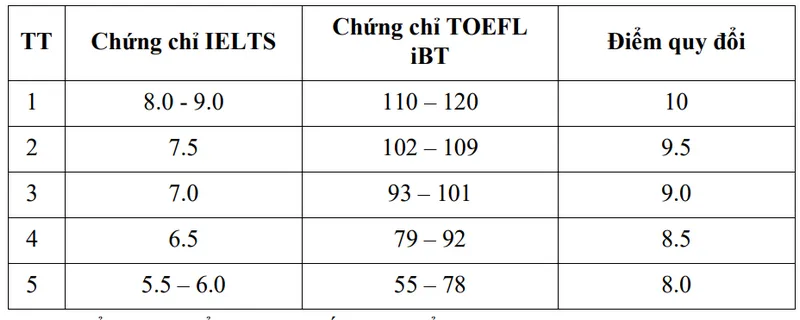 TT Chứng chỉ IELTS Chứng chỉ TOEFL iBT Điểm quy đổi
1 8.0 - 9.0 110 – 120 10
2 7.5 102 – 109 9.5
3 7.0 93 – 101 9.0
4 6.5 79 – 92 8.5
5 5.5 – 6.0 55 – 78 8.0